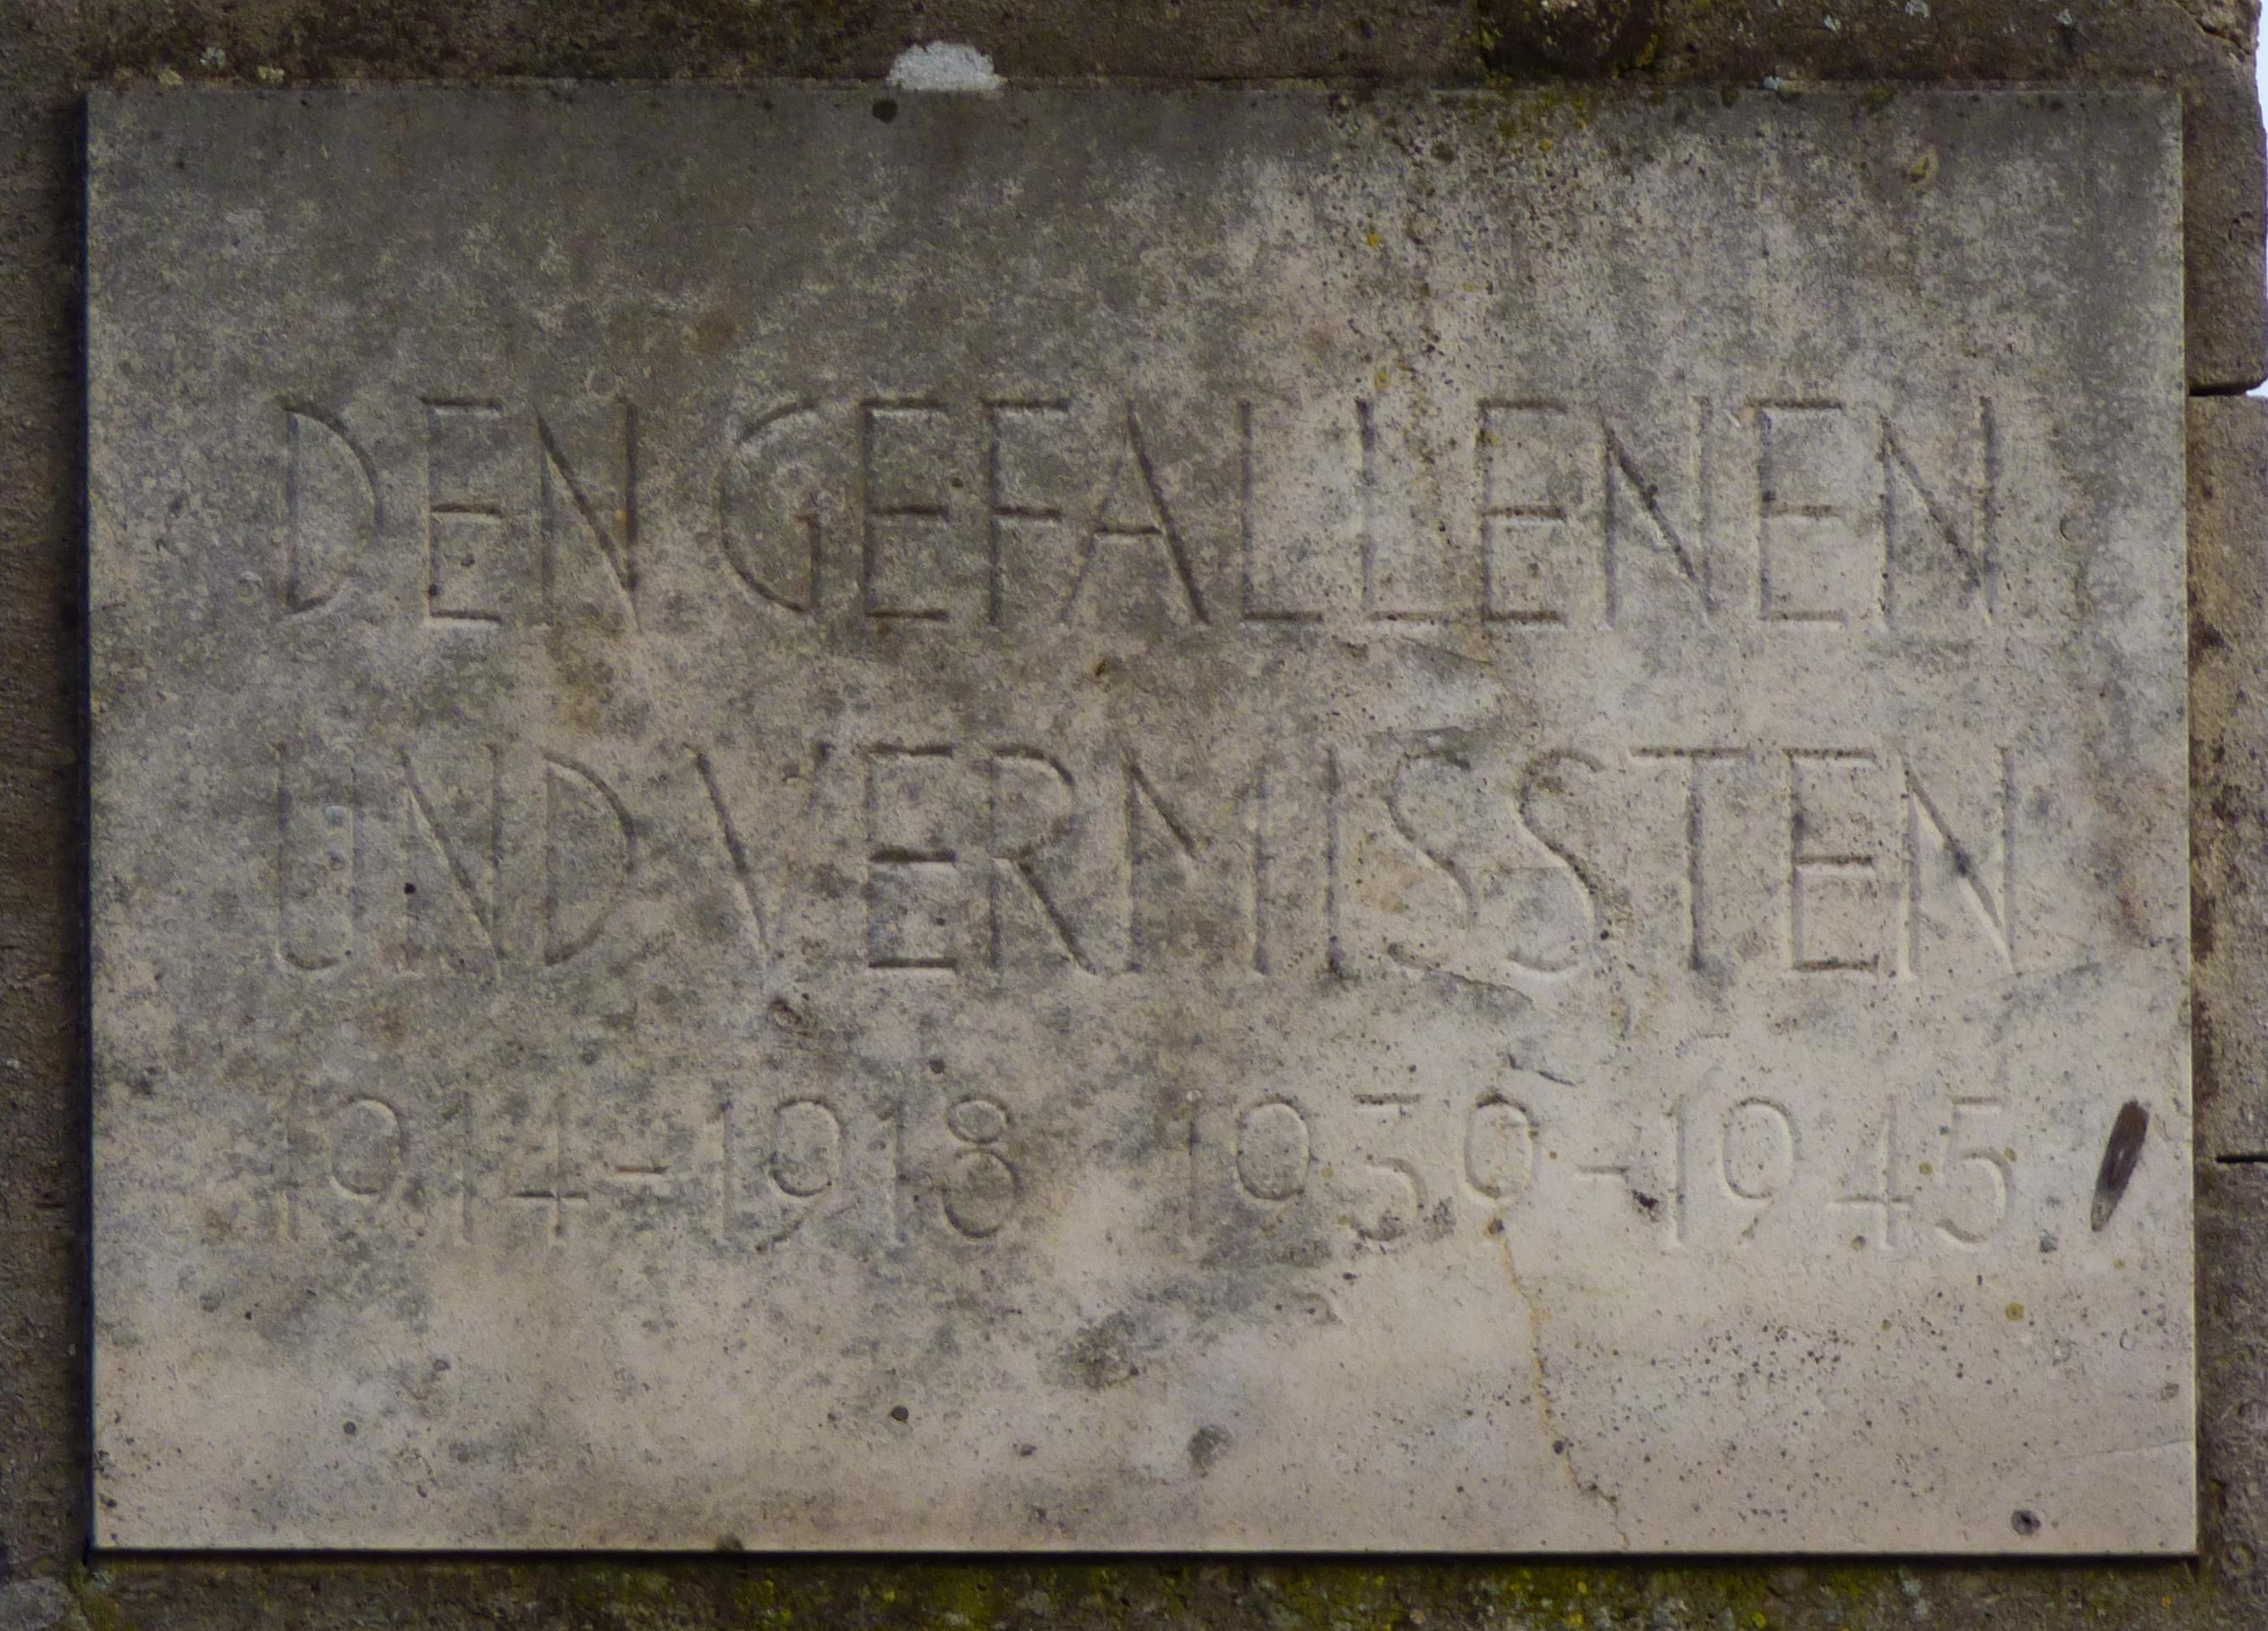 DEN GEFALLENEN
UND VERMISSTEN
1914-1918 1939-1945